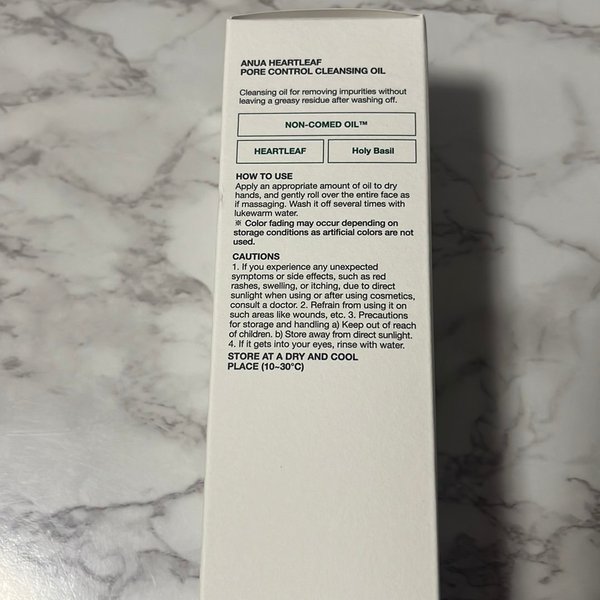 ANUA HEARTLEAF
PORE CONTROL CLEANSING OIL
Cleansing oil for removing impurities without
leaving a greasy residue after washing off.
NON-COMED OIL™
HEARTLEAF Holy Basil
HOW TO USE
Apply an appropriate amount of oil to dry
hands, and gently roll over the entire face as
if massaging. Wash it off several times with
lukewarm water.
※ Color fading may occur depending on
storage conditions as artificial colors are not
used.
CAUTIONS
1. If you experience any unexpected
symptoms or side effects, such as red
rashes, swelling, or itching, due to direct
sunlight when using or after using cosmetics,
consult a doctor. 2. Refrain from using it on
such areas like wounds, etc. 3. Precautions
for storage and handling a) Keep out of reach
of children. b) Store away from direct sunlight.
4. If it gets into your eyes, rinse with water.
STORE AT A DRY AND COOL
PLACE (10~30°C)